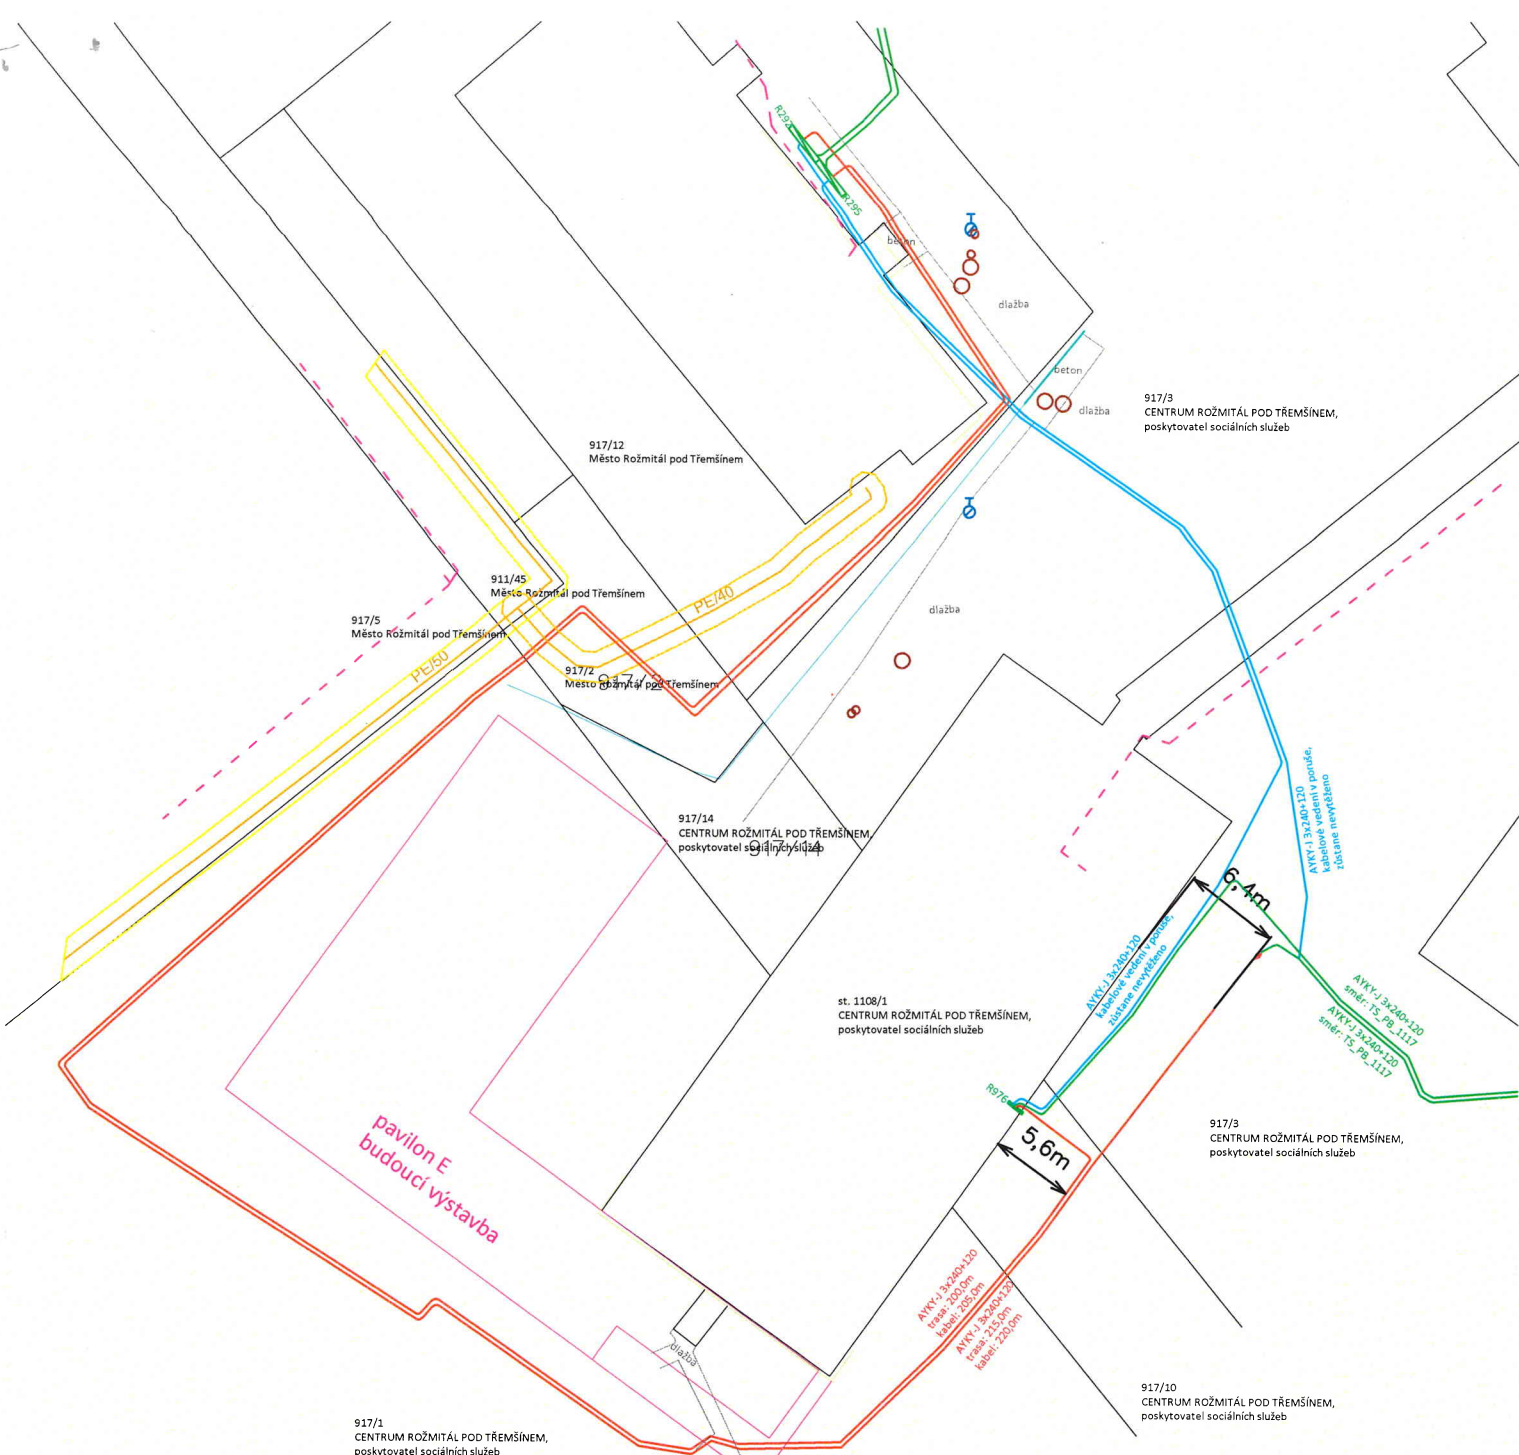 R292
R295
beton
dlažba
beton
dlažba
917/3
CENTRUM ROŽMITÁL POD TŘEMŠÍNEM,
poskytovatel sociálních služeb
917/12
Město Rožmitál pod Třemšínem
911/45
Město Rožmitál pod Třemšínem
PE/40
dlažba
917/5
Město Rožmitál pod Třemšínem
PE/50
917/2
Město Rožmitál pod Třemšínem
917/2
AYKY-J 3x240+120
kabelové vedení v poruše,
zůstane nevytěženo
917/14
CENTRUM ROŽMITÁL POD TŘEMŠÍNEM,
poskytovatel sociálních služeb
917/14
6,4m
AYKY-J 3x240+120
kabelové vedení v poruše,
zůstane nevytěženo
st. 1108/1
CENTRUM ROŽMITÁL POD TŘEMŠÍNEM,
poskytovatel sociálních služeb
AYKY-J 3x240+120
směr: TS_PB_1117
AYKY-J 3x240+120
směr: TS_PB_1117
R976
5,6m
917/3
CENTRUM ROŽMITÁL POD TŘEMŠÍNEM,
poskytovatel sociálních služeb
pavilon E
budoucí výstavba
AYKY-J 3x240+120
trasa: 200,0m
kabel: 205,0m
AYKY-J 3x240+120
trasa: 215,0m
kabel: 220,0m
dlažba
917/10
CENTRUM ROŽMITÁL POD TŘEMŠÍNEM,
poskytovatel sociálních služeb
917/1
CENTRUM ROŽMITÁL POD TŘEMŠÍNEM,
poskytovatel sociálních služeb